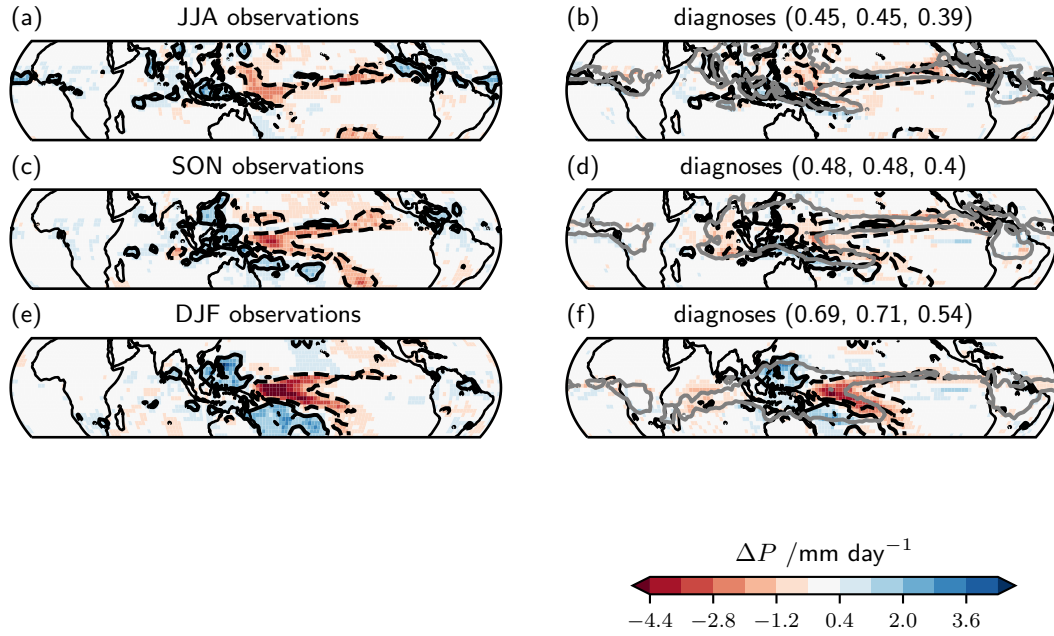 (a) JJA observations
(b) diagnoses (0.45, 0.45, 0.39)
(c) SON observations
(d) diagnoses (0.48, 0.48, 0.4)
(e) DJF observations
(f) diagnoses (0.69, 0.71, 0.54)
ΔP /mm day⁻¹
−4.4 −2.8 −1.2 0.4 2.0 3.6